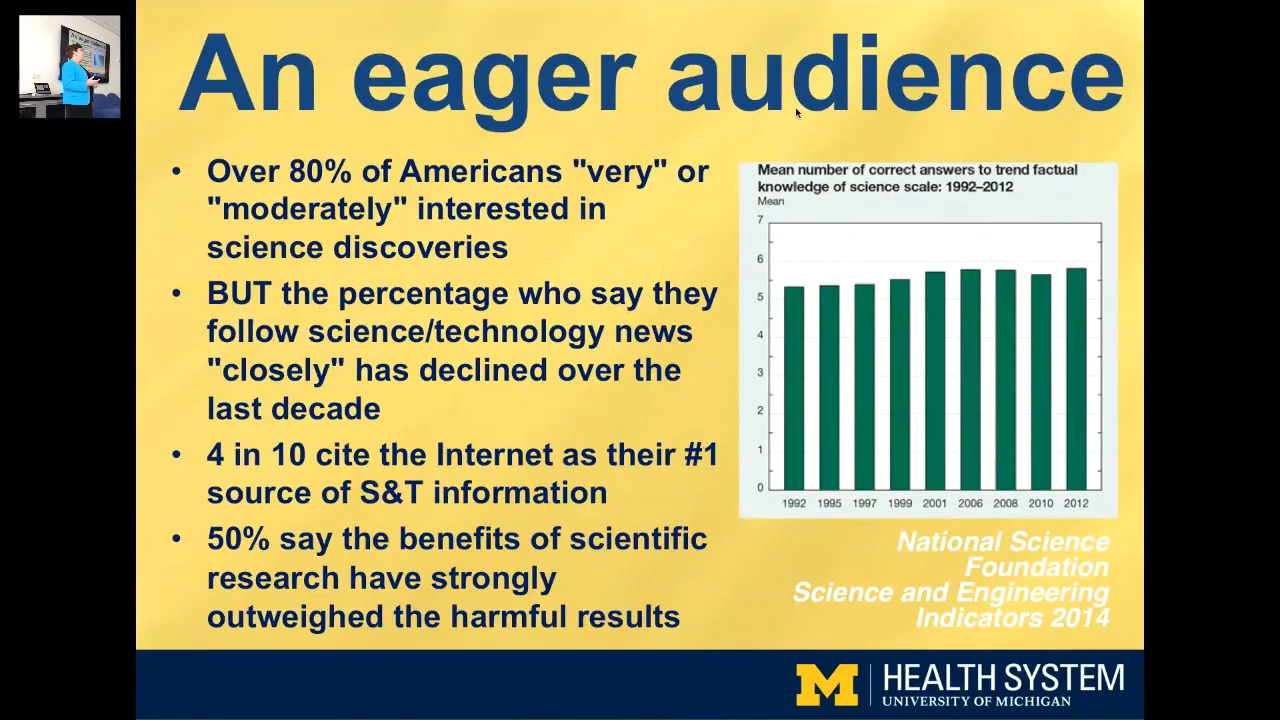 An eager audience
• Over 80% of Americans "very" or
"moderately" interested in
science discoveries
• BUT the percentage who say they
follow science/technology news
"closely" has declined over the
last decade
• 4 in 10 cite the Internet as their #1
source of S&T information
• 50% say the benefits of scientific
research have strongly
outweighed the harmful results
Mean number of correct answers to trend factual
knowledge of science scale: 1992–2012
Mean
7
6
5
4
3
2
1
0
1992 1995 1997 1999 2001 2006 2008 2010 2012
National Science
Foundation
Science and Engineering
Indicators 2014
M HEALTH SYSTEM
UNIVERSITY OF MICHIGAN